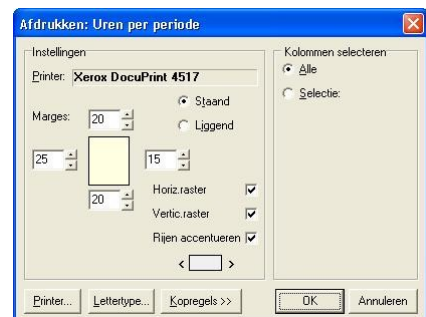 Afdrukken: Uren per periode
Instellingen
Printer: Xerox DocuPrint 4517
Marges:
20
Staand
Liggend
25
15
20
Horiz.raster
Vertic.raster
Rijen accentueren
< >
Kolommen selecteren
Alle
Selectie:
Printer... Lettertype... Kopregels >> OK Annuleren